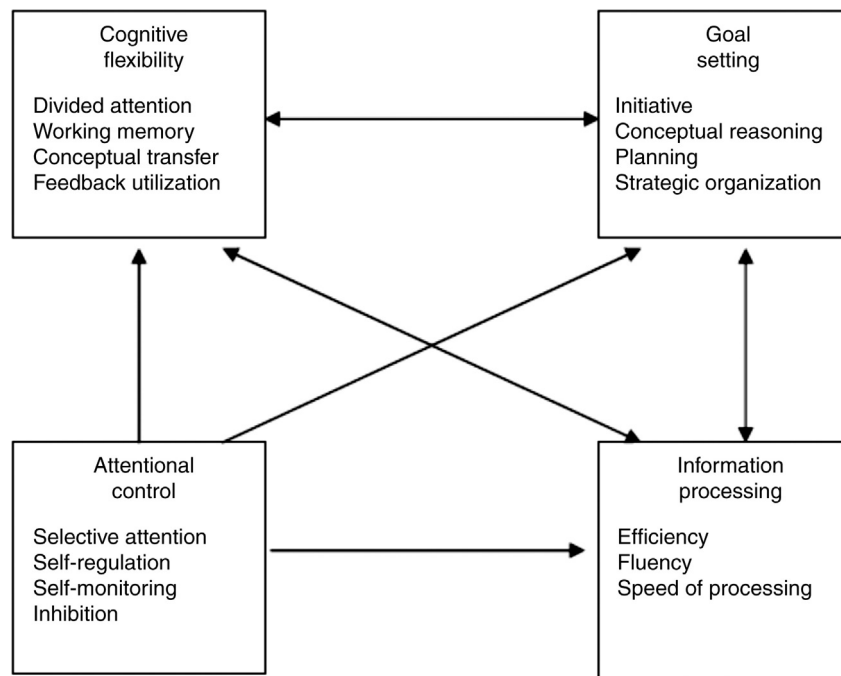 Cognitive
flexibility
Divided attention
Working memory
Conceptual transfer
Feedback utilization
Goal
setting
Initiative
Conceptual reasoning
Planning
Strategic organization
Attentional
control
Selective attention
Self-regulation
Self-monitoring
Inhibition
Information
processing
Efficiency
Fluency
Speed of processing